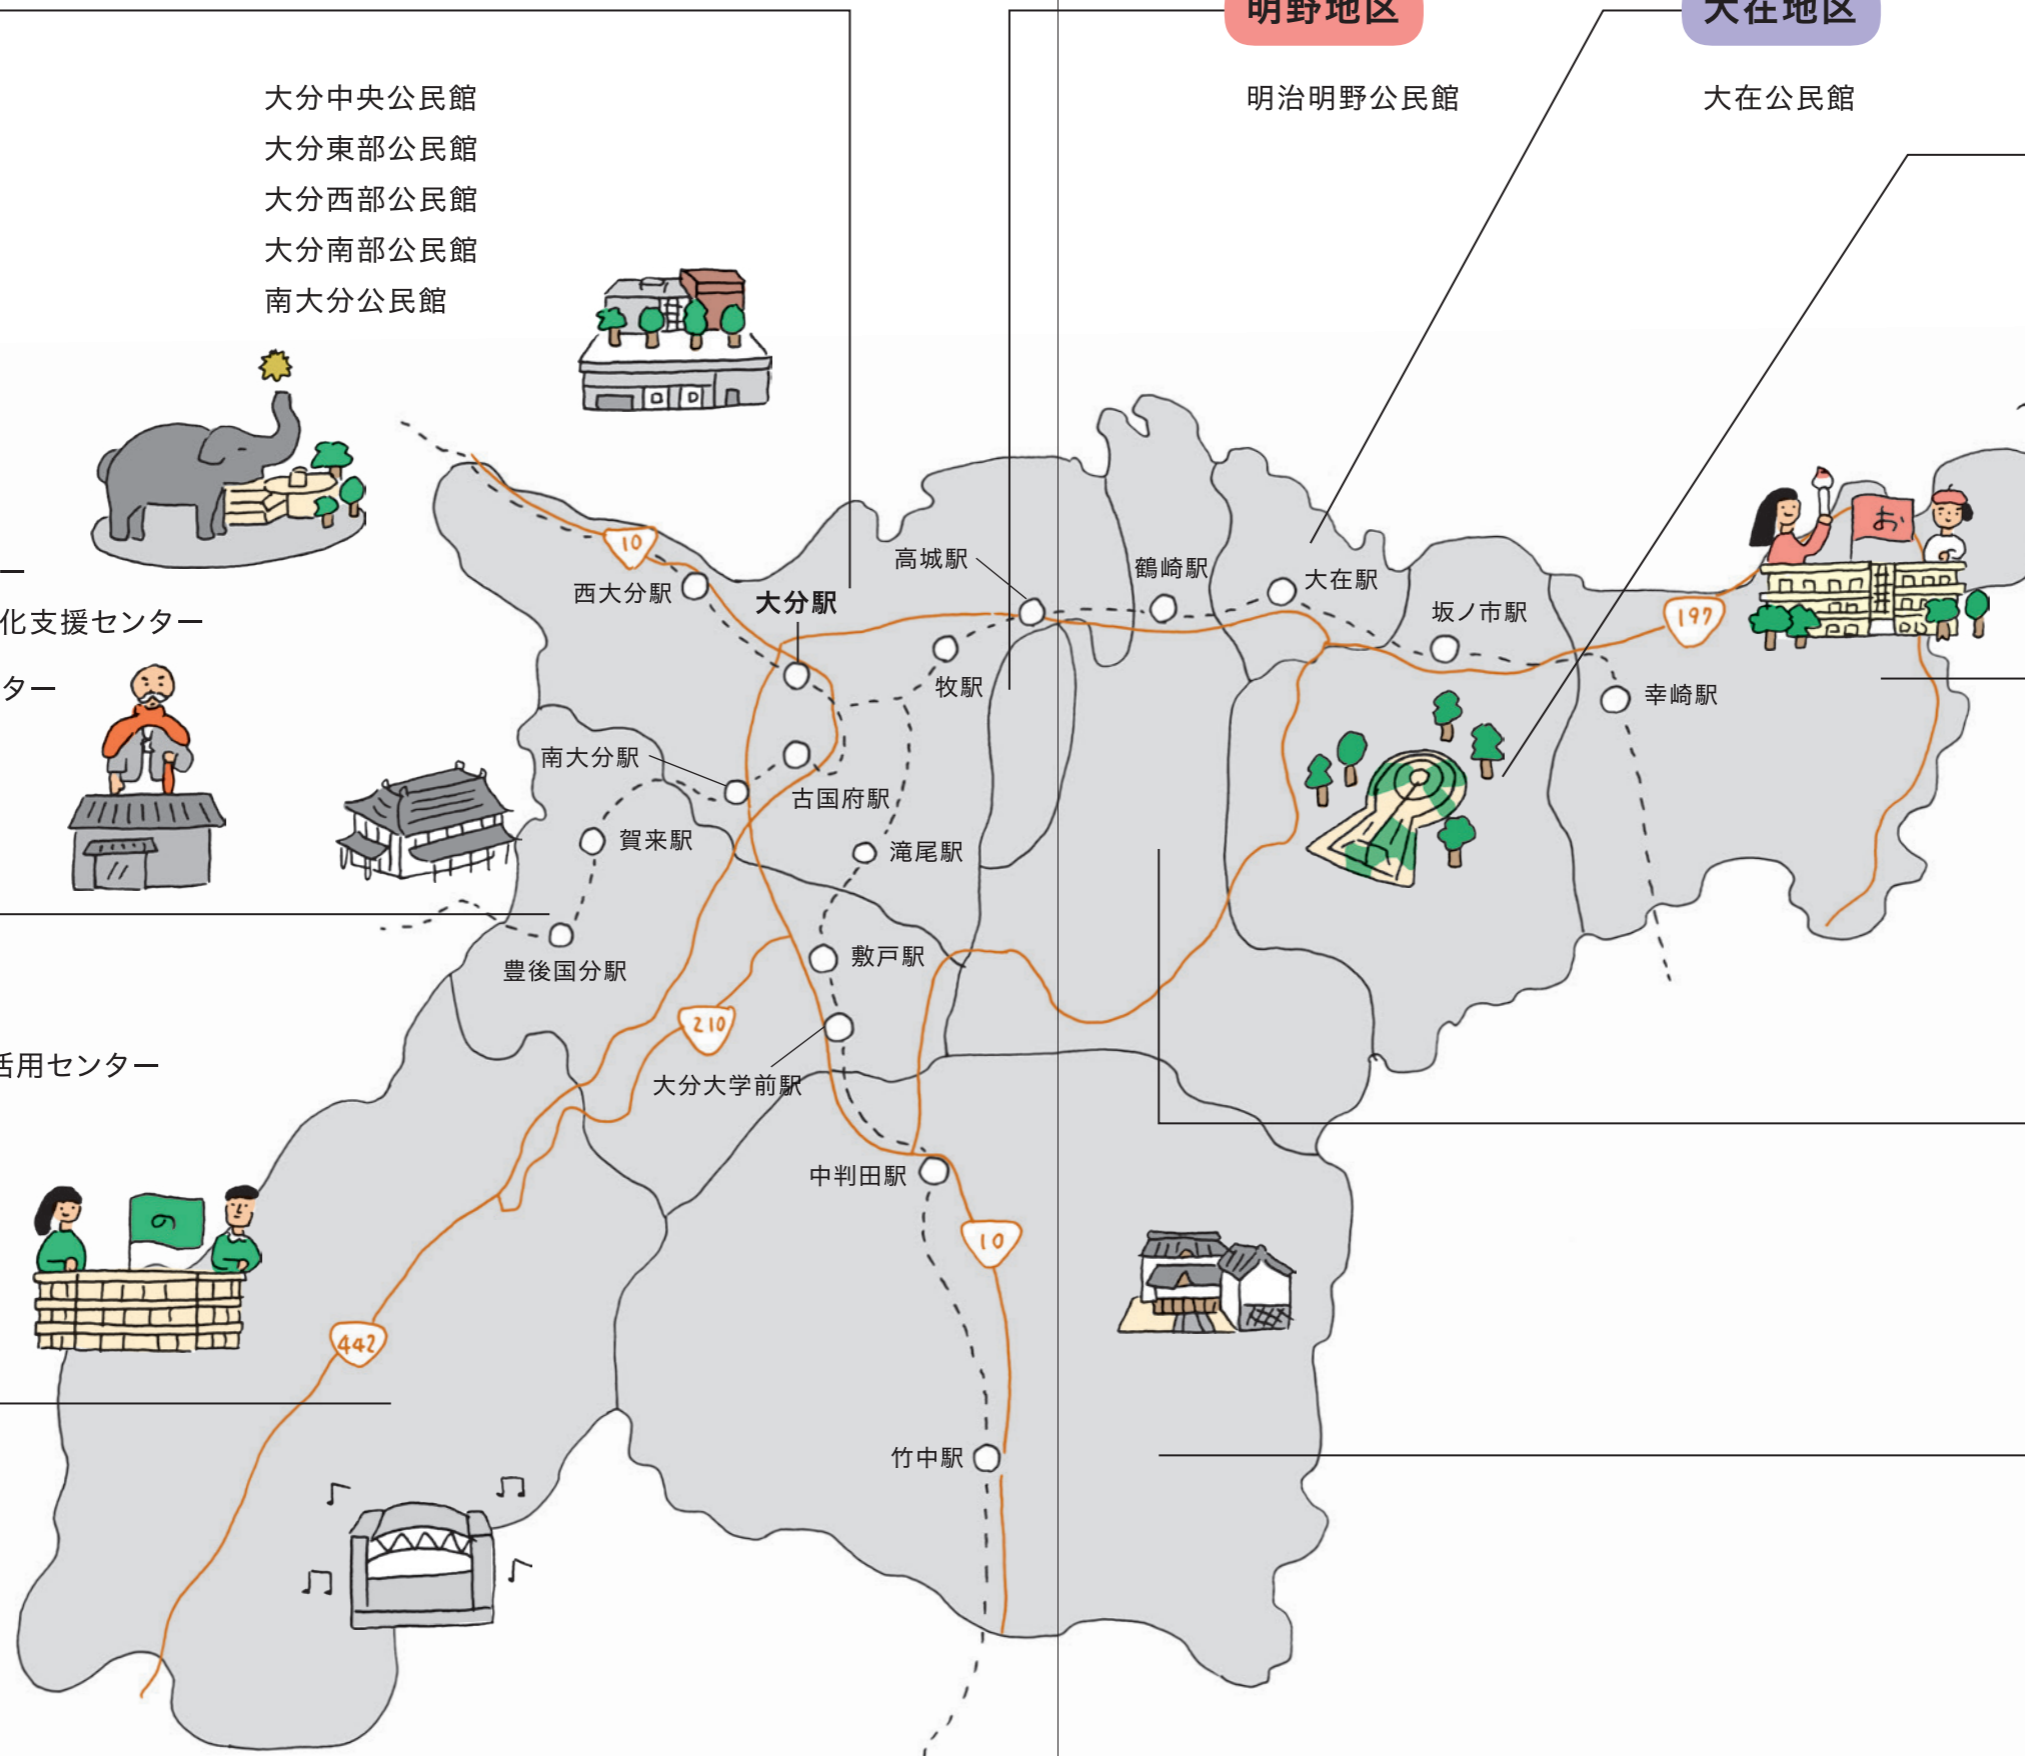 明野地区
大在地区
大分中央公民館
大分東部公民館
大分西部公民館
大分南部公民館
南大分公民館
明治明野公民館
大在公民館
ー
化支援センター
ター
活用センター
10
西大分駅
大分駅
高城駅
鶴崎駅
大在駅
坂ノ市駅
197
お
牧駅
幸崎駅
南大分駅
古国府駅
賀来駅
滝尾駅
敷戸駅
豊後国分駅
210
大分大学前駅
中判田駅
10
の
442
竹中駅